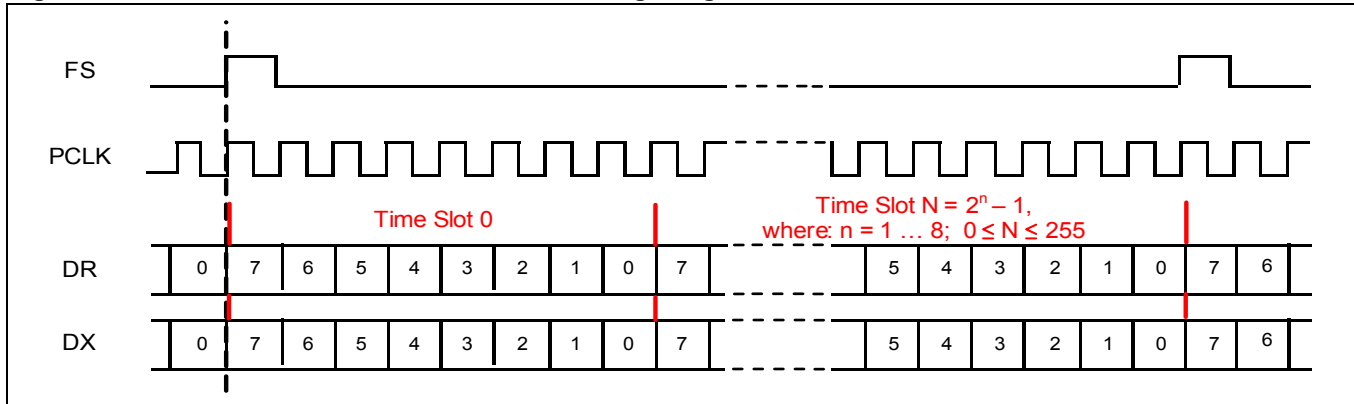 FS
PCLK
Time Slot 0
Time Slot N = 2ⁿ – 1,
where: n = 1 … 8; 0 ≤ N ≤ 255
DR 0 7 6 5 4 3 2 1 0 7 5 4 3 2 1 0 7 6
DX 0 7 6 5 4 3 2 1 0 7 5 4 3 2 1 0 7 6